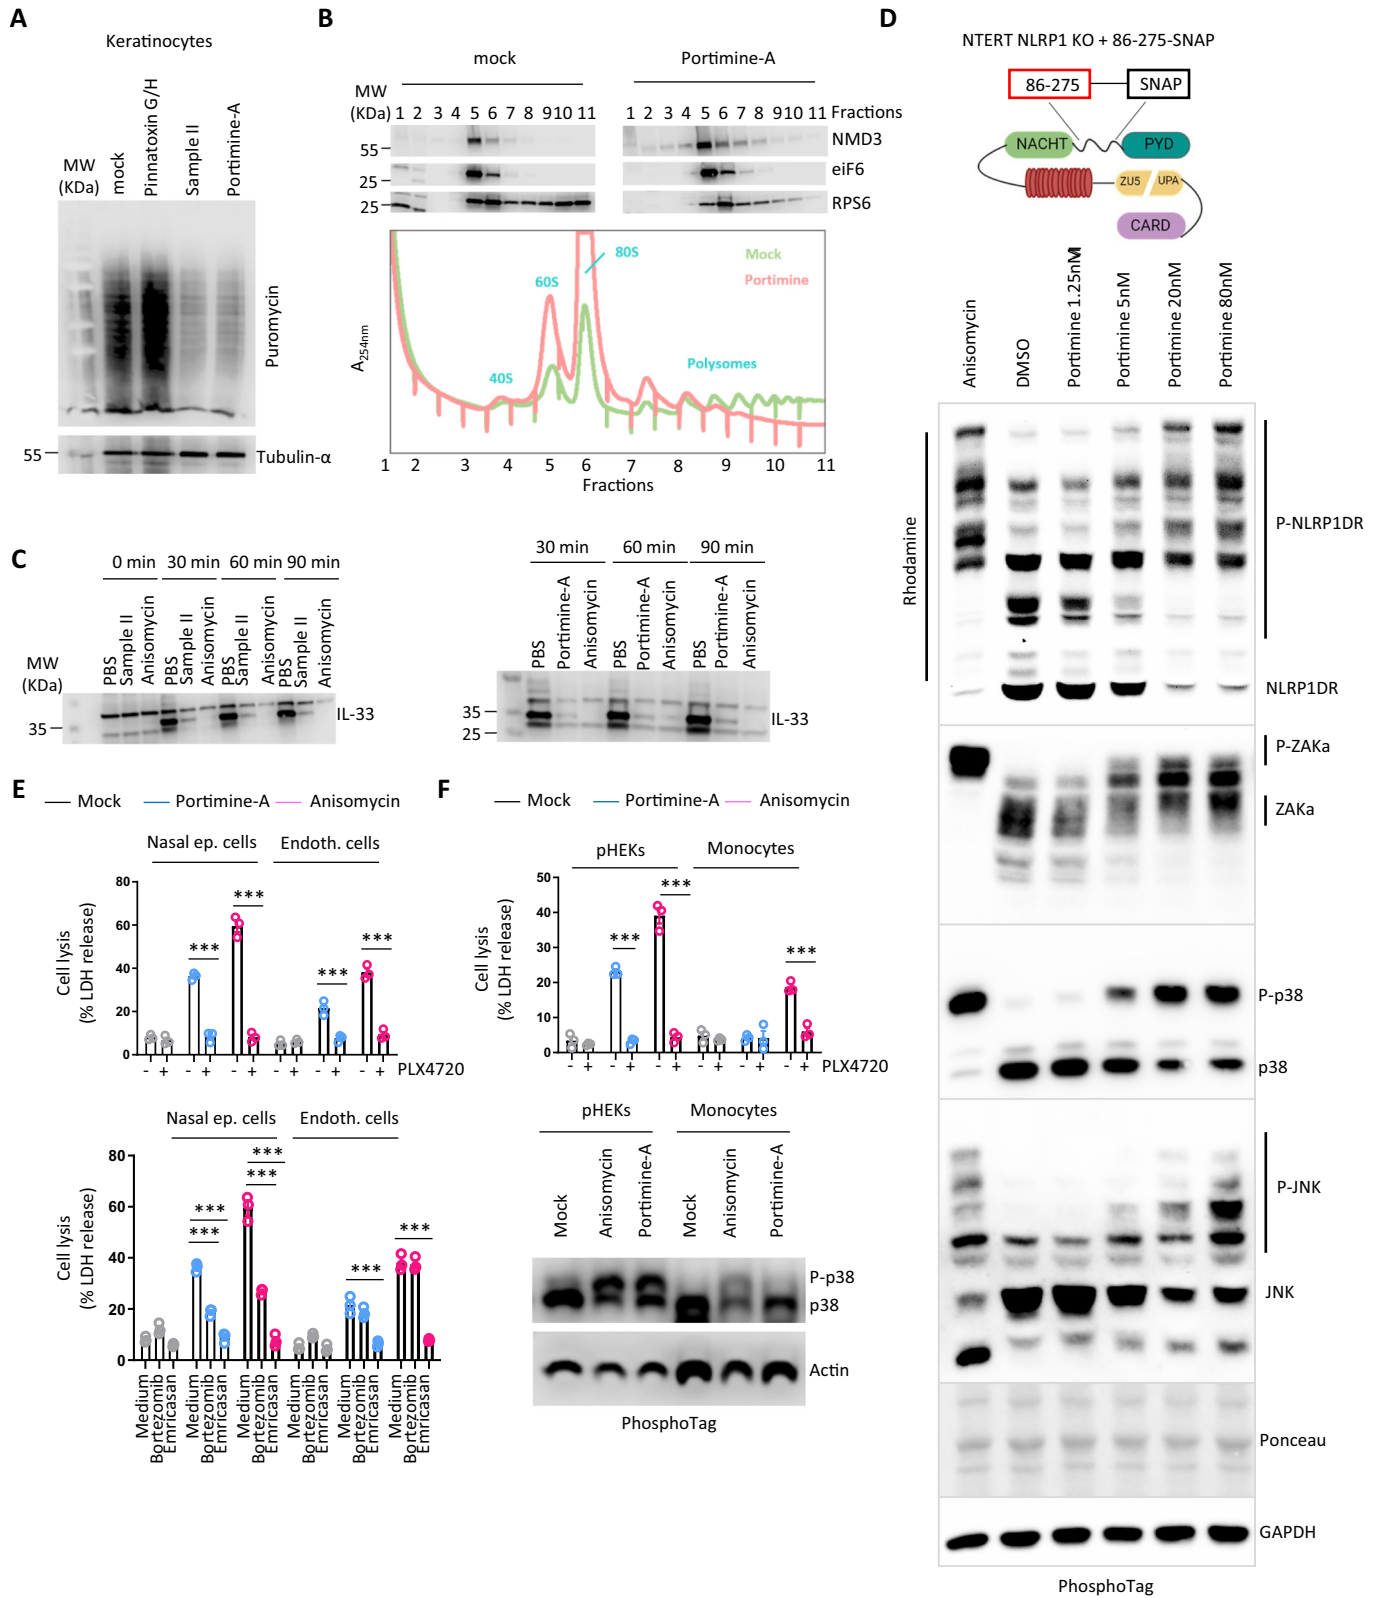 A
Keratinocytes
MW
(KDa)
mock
Pinnatoxin G/H
Sample II
Portimine-A
Puromycin
55
Tubulin-α
B
mock
Portimine-A
MW
(KDa)
1 2 3 4 5 6 7 8 9 10 11
1 2 3 4 5 6 7 8 9 10 11
Fractions
55
NMD3
25
eiF6
25
RPS6
A254nm
40S
60S
80S
Mock
Portimine
Polysomes
1 2 3 4 5 6 7 8 9 10 11
Fractions
C
0 min 30 min 60 min 90 min
MW
(KDa)
PBS
Sample II
Anisomycin
PBS
Sample II
Anisomycin
PBS
Sample II
Anisomycin
PBS
Sample II
Anisomycin
35
IL-33
30 min 60 min 90 min
PBS
Portimine-A
Anisomycin
PBS
Portimine-A
Anisomycin
PBS
Portimine-A
Anisomycin
35
25
IL-33
D
NTERT NLRP1 KO + 86-275-SNAP
86-275
SNAP
NACHT
PYD
ZU5
UPA
CARD
Anisomycin
DMSO
Portimine 1.25nM
Portimine 5nM
Portimine 20nM
Portimine 80nM
Rhodamine
P-NLRP1DR
NLRP1DR
P-ZAKa
ZAKa
P-p38
p38
P-JNK
JNK
Ponceau
GAPDH
PhosphoTag
E
Mock Portimine-A Anisomycin
Nasal ep. cells Endoth. cells
Cell lysis
(% LDH release)
80
60
40
20
0
*** *** *** ***
- + - + - + - + - + - + PLX4720
Nasal ep. cells Endoth. cells
Cell lysis
(% LDH release)
80
60
40
20
0
***
***
***
***
***
***
Medium
Bortezomib
Emricasan
Medium
Bortezomib
Emricasan
Medium
Bortezomib
Emricasan
Medium
Bortezomib
Emricasan
Medium
Bortezomib
Emricasan
Medium
Bortezomib
Emricasan
F
Mock Portimine-A Anisomycin
pHEKs Monocytes
Cell lysis
(% LDH release)
50
40
30
20
10
0
*** *** ***
- + - + - + - + - + - + PLX4720
pHEKs Monocytes
Mock
Anisomycin
Portimine-A
Mock
Anisomycin
Portimine-A
P-p38
p38
Actin
PhosphoTag